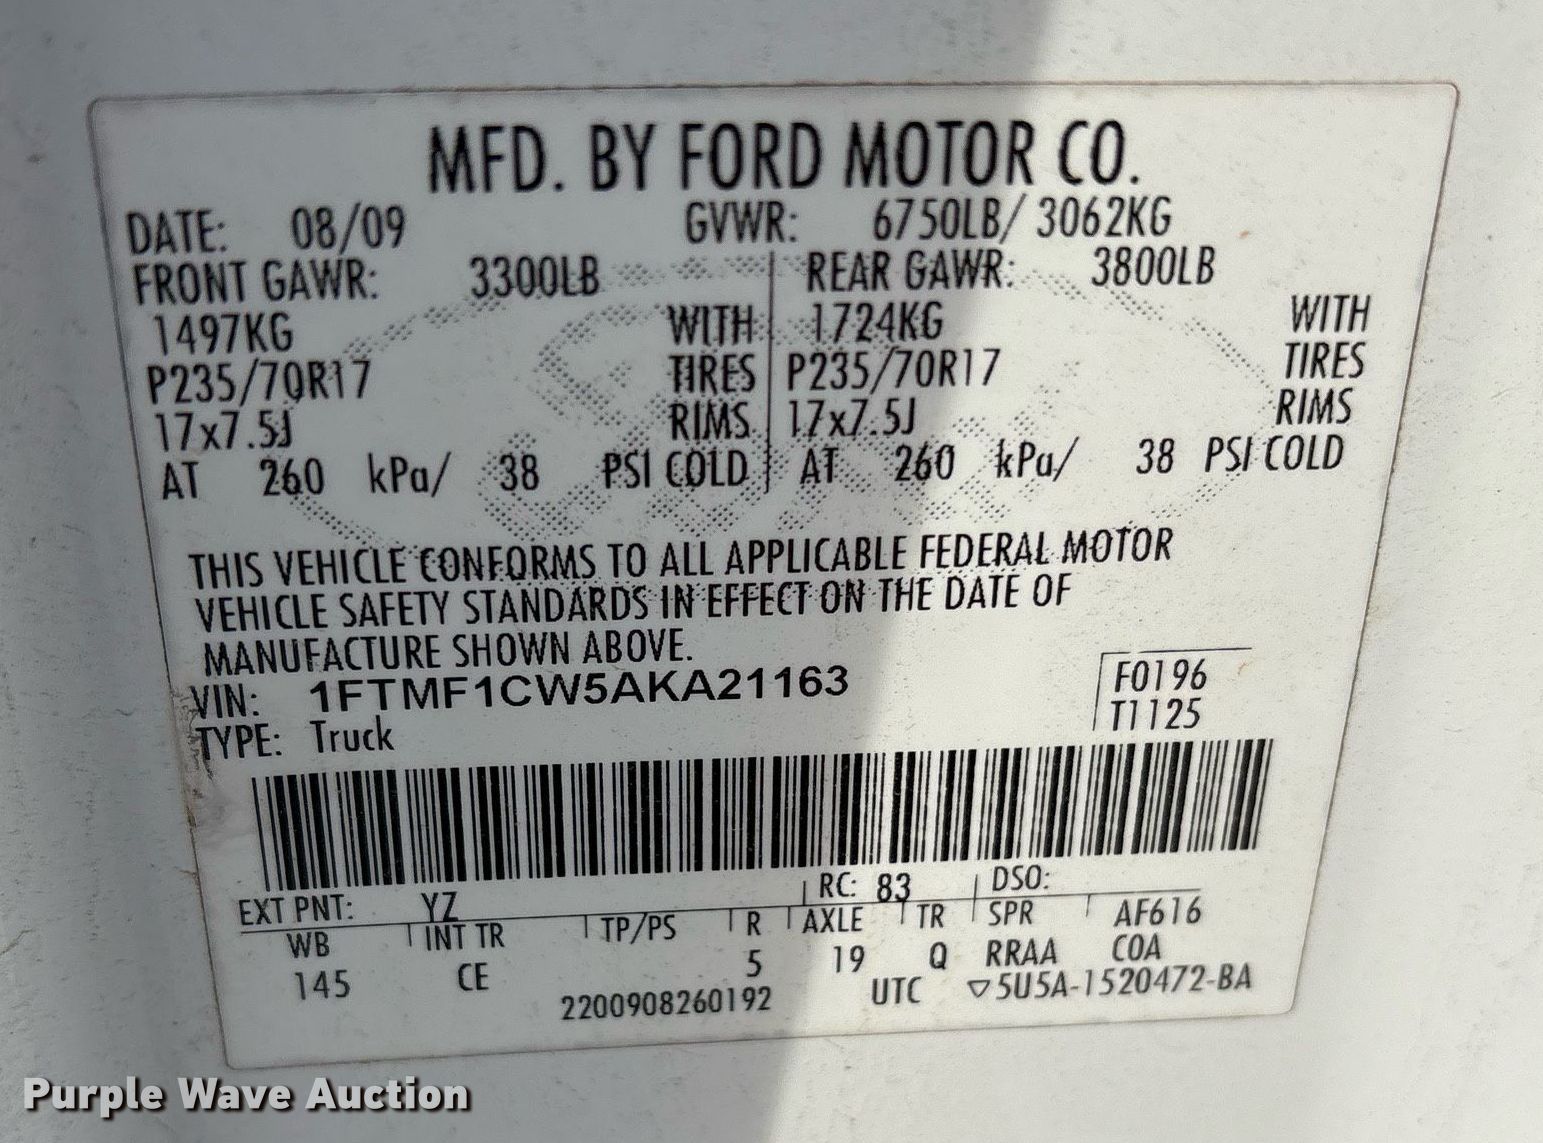 MFD. BY FORD MOTOR CO.
DATE: 08/09 GVWR: 6750LB/ 3062KG
FRONT GAWR: 3300LB REAR GAWR: 3800LB
1497KG WITH 1724KG WITH
P235/70R17 TIRES P235/70R17 TIRES
17x7.5J RIMS 17x7.5J RIMS
AT 260 kPa/ 38 PSI COLD AT 260 kPa/ 38 PSI COLD
THIS VEHICLE CONFORMS TO ALL APPLICABLE FEDERAL MOTOR
VEHICLE SAFETY STANDARDS IN EFFECT ON THE DATE OF
MANUFACTURE SHOWN ABOVE.
VIN: 1FTMF1CW5AKA21163 F0196
TYPE: Truck T1125
EXT PNT: YZ RC: 83 DSO:
WB INT TR TP/PS R AXLE TR SPR AF616
145 CE 5 19 Q RRAA COA
2200908260192 UTC ▽5U5A-1520472-BA
Purple Wave Auction